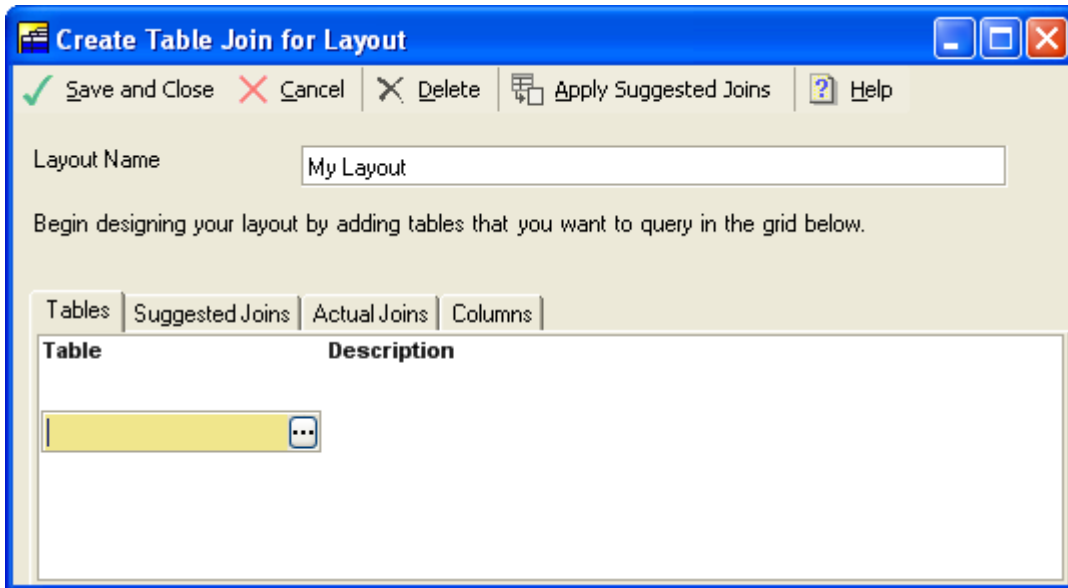 Create Table Join for Layout
Save and Close Cancel Delete Apply Suggested Joins Help
Layout Name My Layout
Begin designing your layout by adding tables that you want to query in the grid below.
Tables Suggested Joins Actual Joins Columns
Table Description
...